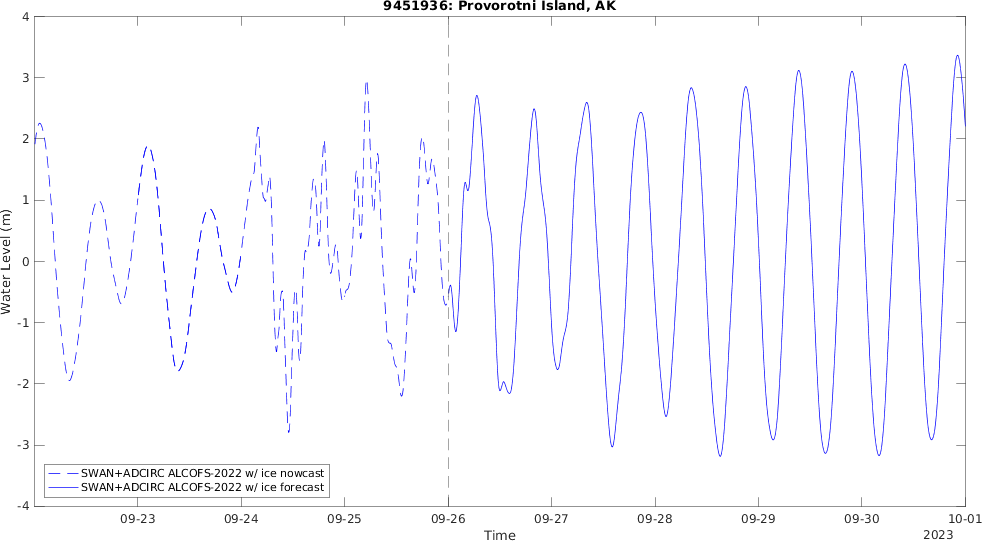 9451936: Provorotni Island, AK
4
3
2
1
0
-1
-2
-3
-4
Water Level (m)
SWAN+ADCIRC ALCOFS-2022 w/ ice nowcast
SWAN+ADCIRC ALCOFS-2022 w/ ice forecast
09-23 09-24 09-25 09-26 09-27 09-28 09-29 09-30 10-01
Time
2023